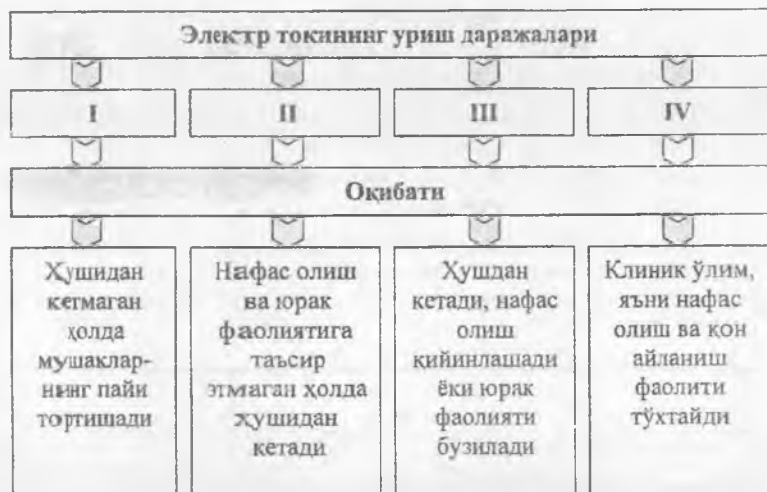 Электр токининг уриш даражалари
I
II
III
IV
Оқибати
Ҳушидан
кетмаган
ҳолда
мушаклар-
нинг пайи
тортишади
Нафас олиш
ва юрак
фаолиятига
таъсир
этмаган ҳолда
ҳушидан
кетади
Ҳушдан
кетади, нафас
олиш
қийинлашади
ёки юрак
фаолияти
бузилади
Клиник ўлим,
яъни нафас
олиш ва қон
айланиш
фаолити
тўхтайди